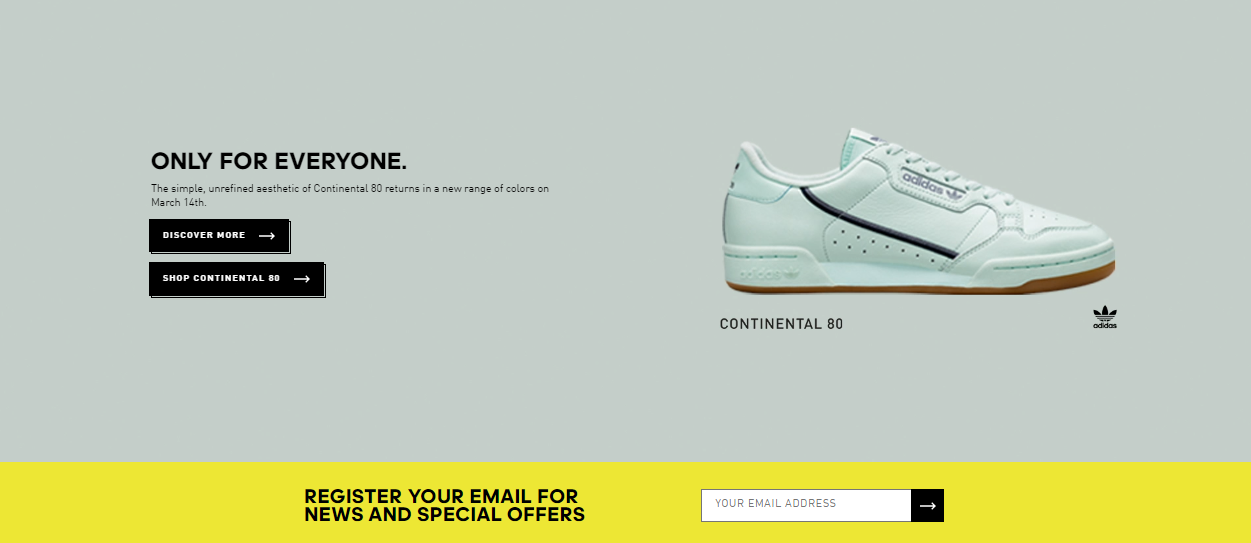 ONLY FOR EVERYONE.
The simple, unrefined aesthetic of Continental 80 returns in a new range of colors on
March 14th.
DISCOVER MORE
SHOP CONTINENTAL 80
adidas
adidas
CONTINENTAL 80
adidas
REGISTER YOUR EMAIL FOR
NEWS AND SPECIAL OFFERS
YOUR EMAIL ADDRESS